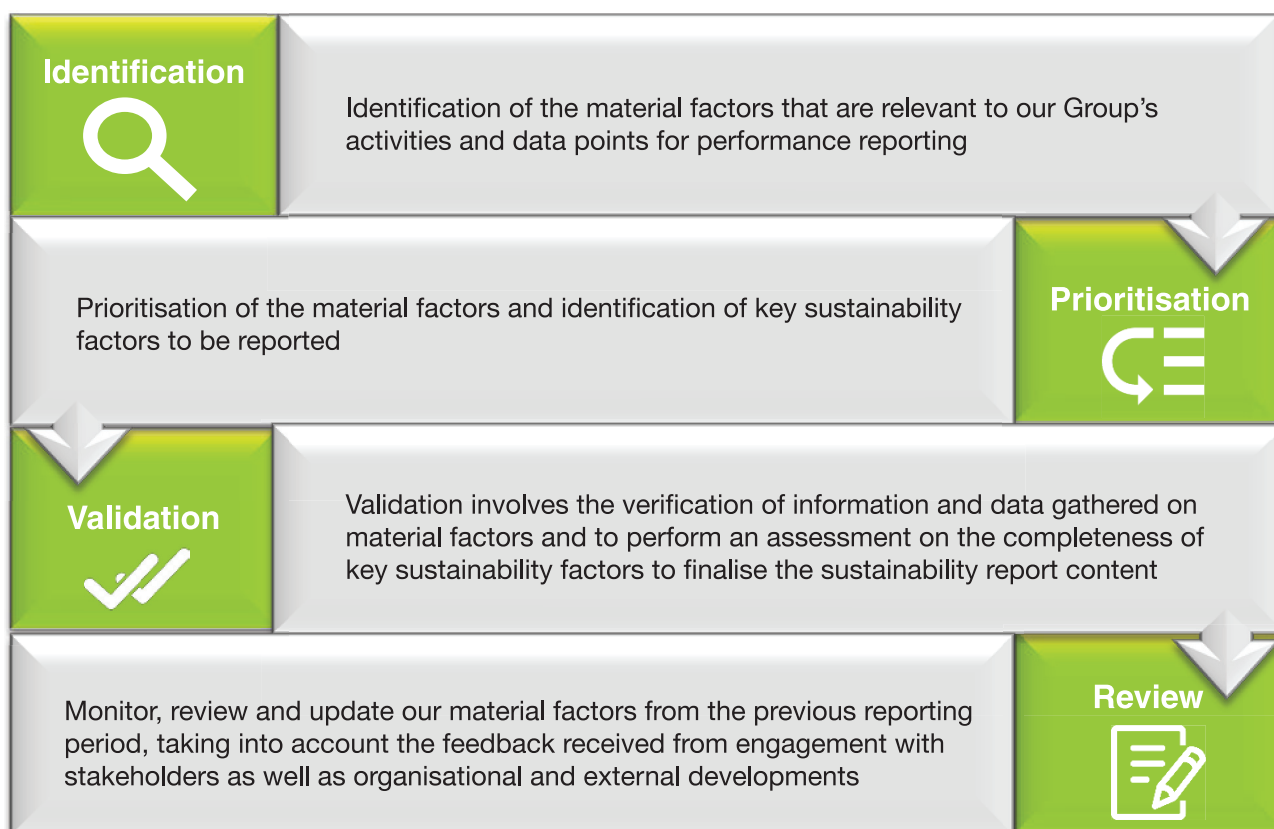 Identification
Identification of the material factors that are relevant to our Group's
activities and data points for performance reporting
Prioritisation of the material factors and identification of key sustainability
factors to be reported
Prioritisation
Validation
Validation involves the verification of information and data gathered on
material factors and to perform an assessment on the completeness of
key sustainability factors to finalise the sustainability report content
Monitor, review and update our material factors from the previous reporting
period, taking into account the feedback received from engagement with
stakeholders as well as organisational and external developments
Review